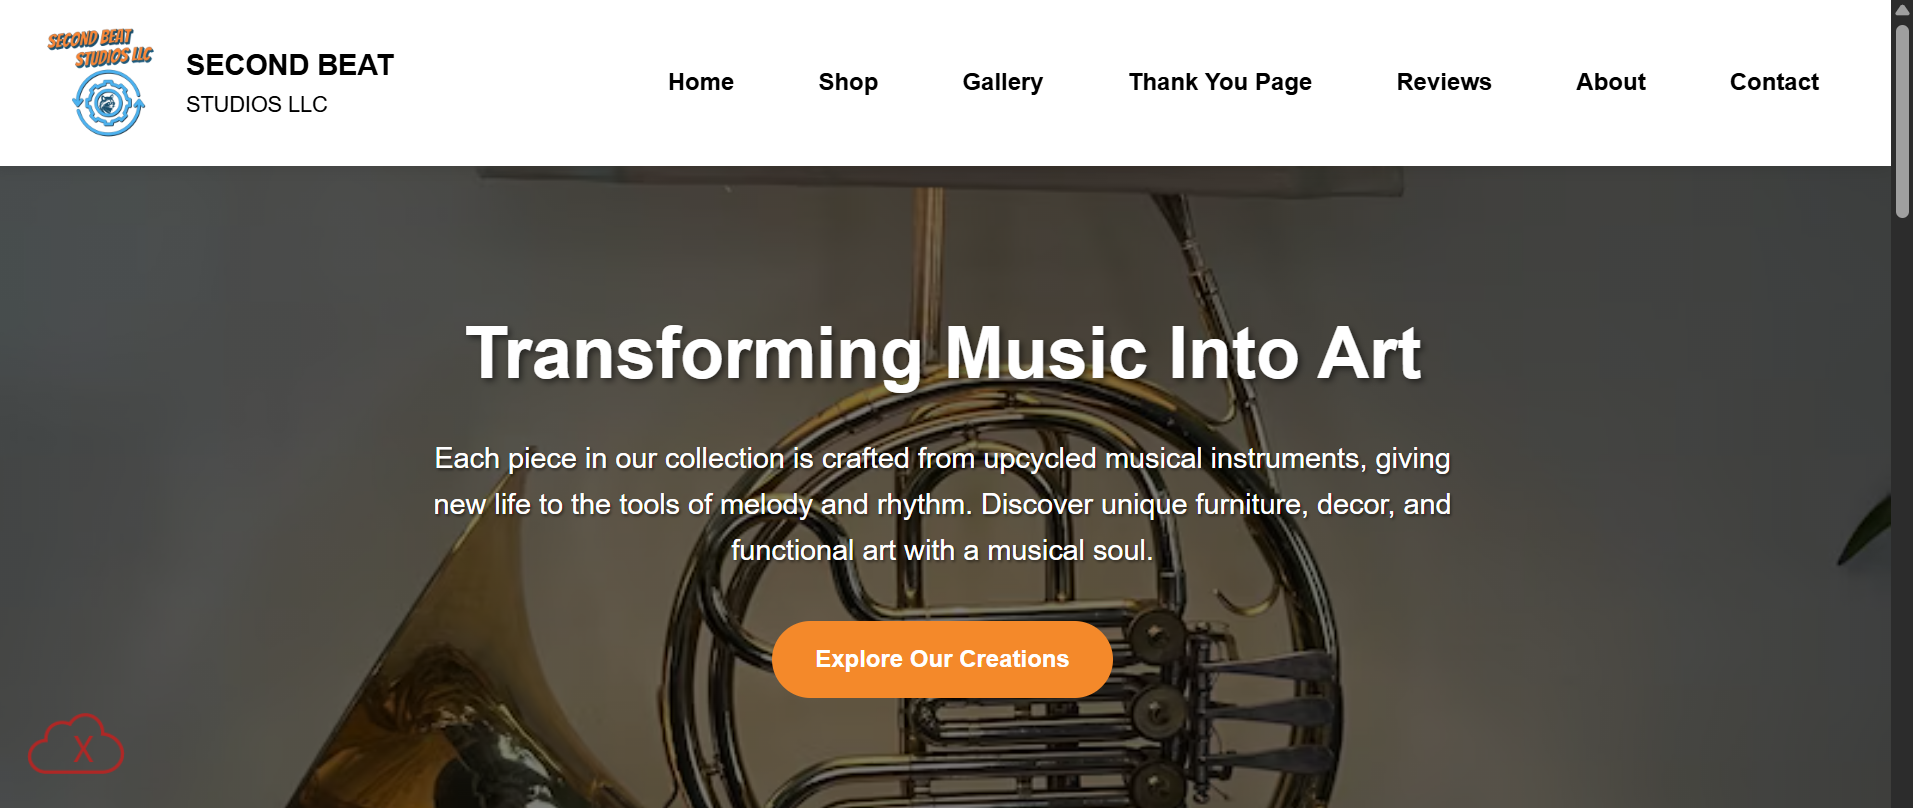 SECOND BEAT
STUDIOS LLC
SECOND BEAT
STUDIOS LLC
Home
Shop
Gallery
Thank You Page
Reviews
About
Contact
Transforming Music Into Art
Each piece in our collection is crafted from upcycled musical instruments, giving
new life to the tools of melody and rhythm. Discover unique furniture, decor, and
functional art with a musical soul.
Explore Our Creations
X